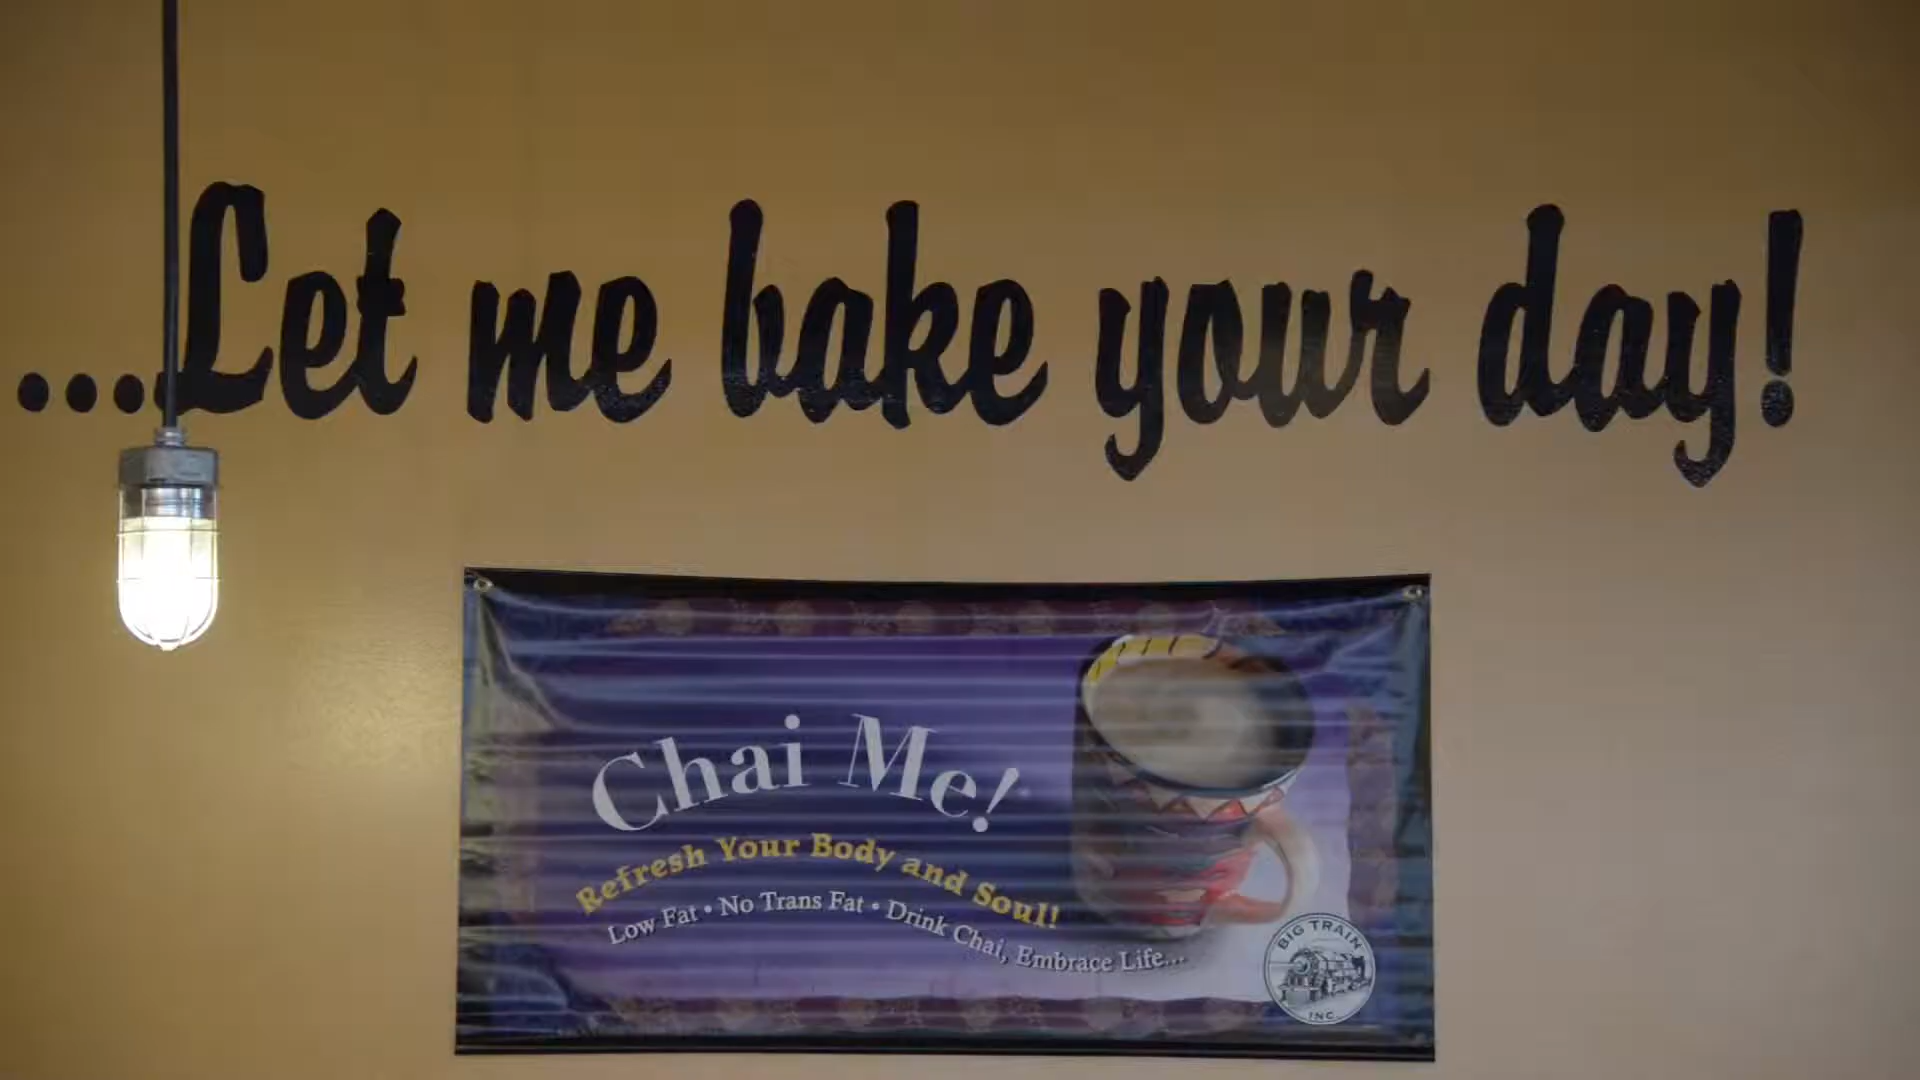 ...Let me bake your day!
Chai Me!
Refresh Your Body and Soul!
Low Fat • No Trans Fat • Drink Chai, Embrace Life...
BIG TRAIN
INC